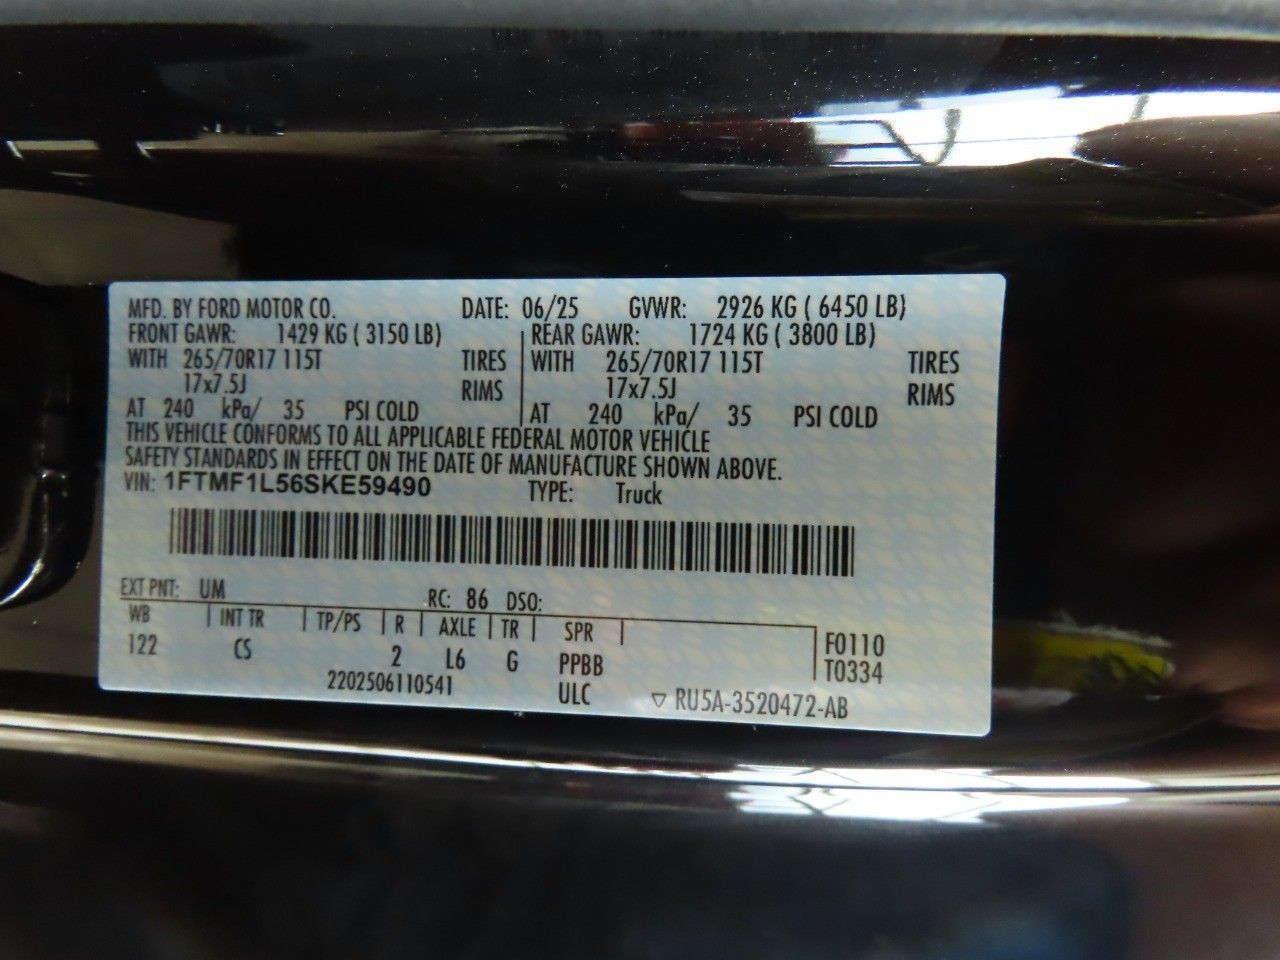 MFD. BY FORD MOTOR CO. DATE: 06/25 GVWR: 2926 KG ( 6450 LB)
FRONT GAWR: 1429 KG ( 3150 LB) REAR GAWR: 1724 KG ( 3800 LB)
WITH 265/70R17 115T TIRES WITH 265/70R17 115T TIRES
17x7.5J RIMS 17x7.5J RIMS
AT 240 kPa/ 35 PSI COLD AT 240 kPa/ 35 PSI COLD
THIS VEHICLE CONFORMS TO ALL APPLICABLE FEDERAL MOTOR VEHICLE
SAFETY STANDARDS IN EFFECT ON THE DATE OF MANUFACTURE SHOWN ABOVE.
VIN: 1FTMF1L56SKE59490 TYPE: Truck
EXT PNT: UM RC: 86 DSO:
WB INT TR TP/PS R AXLE TR SPR F0110
122 CS 2 L6 G PPBB T0334
2202506110541 ULC ▽ RU5A-3520472-AB